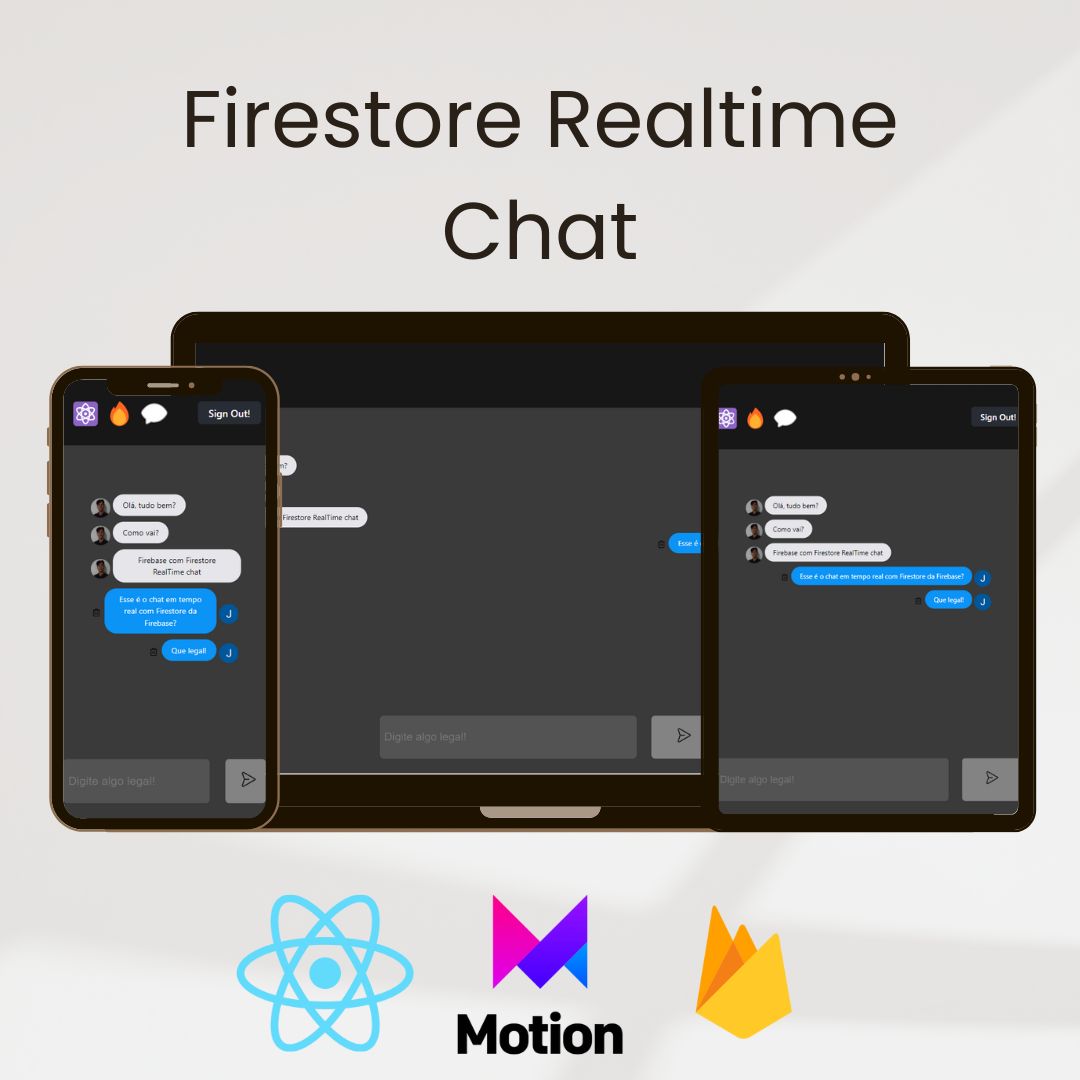 Firestore Realtime
Chat
Sign Out!
Olá, tudo bem?
Como vai?
Firebase com Firestore
RealTime chat
Esse é o chat em tempo
real com Firestore da
Firebase?
J
Que legal!
J
Digite algo legal!
Firestore RealTime chat
Esse é
Digite algo legal!
Sign Out!
Olá, tudo bem?
Como vai?
Firebase com Firestore RealTime chat
Esse é o chat em tempo real com Firestore da Firebase?
J
Que legal!
J
Digite algo legal!
Motion